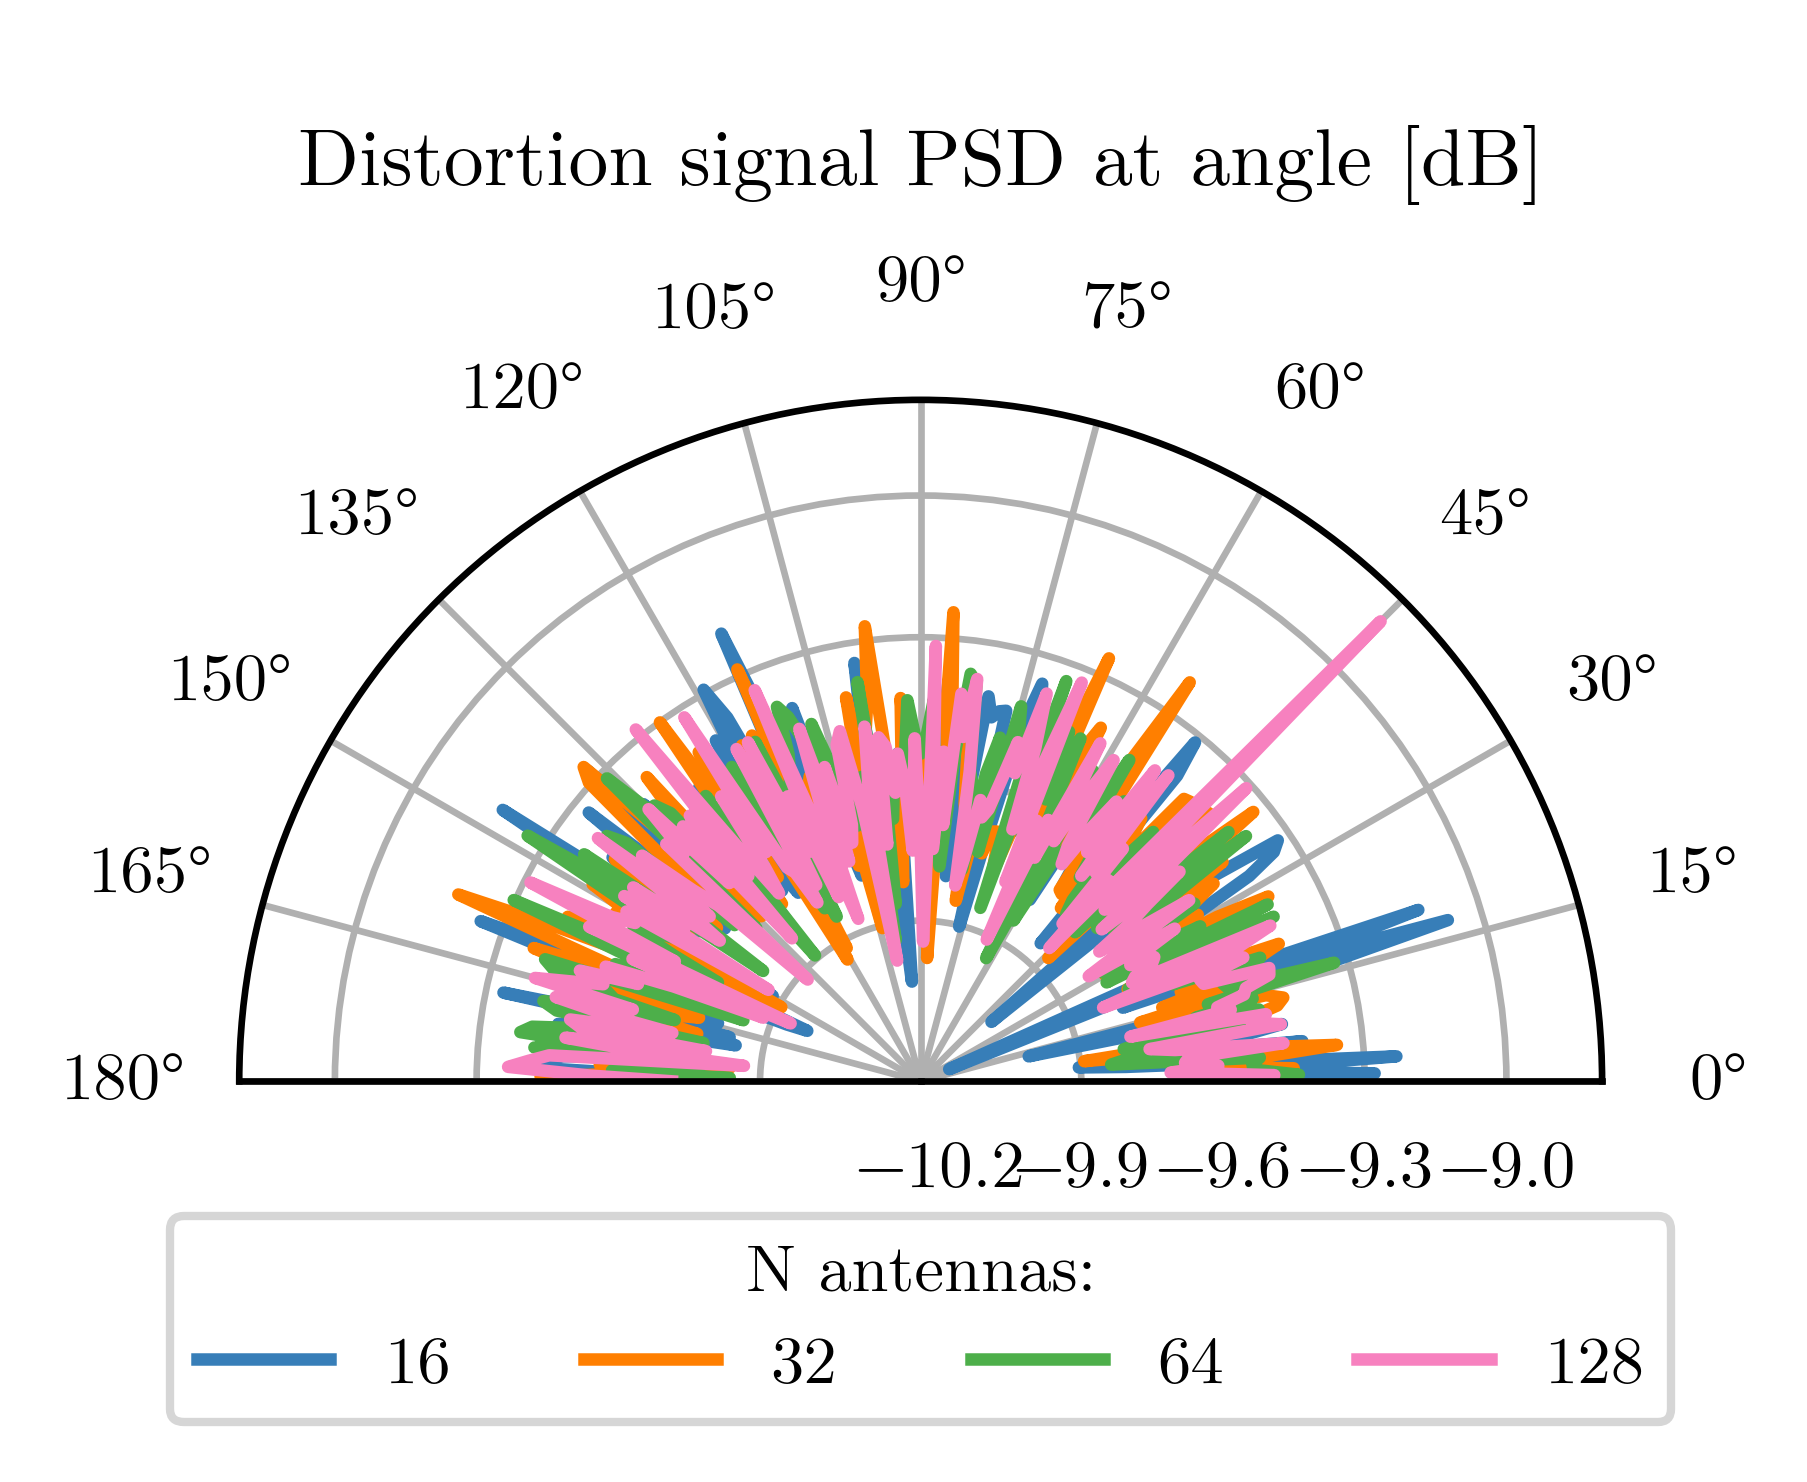 Distortion signal PSD at angle [dB]
90°
105° 75°
120° 60°
135° 45°
150° 30°
165° 15°
180° 0°
−10.2 −9.9 −9.6 −9.3 −9.0
N antennas:
16 32 64 128